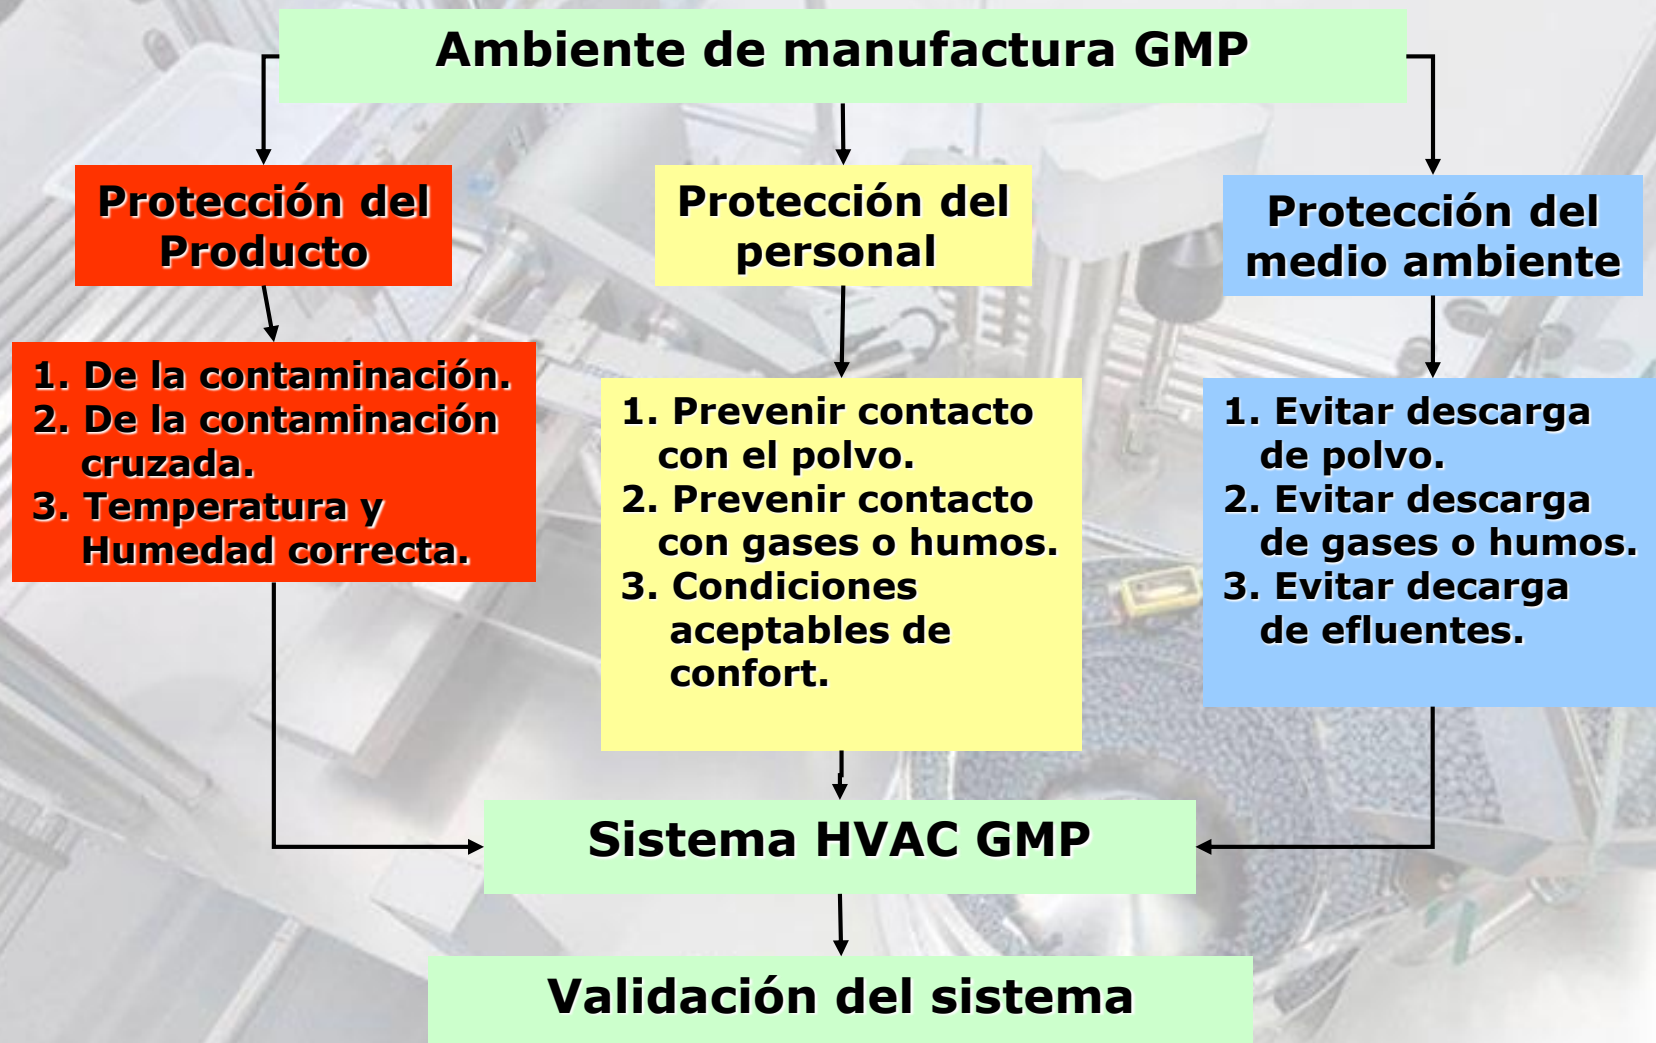 Ambiente de manufactura GMP
Protección del
Producto
Protección del
personal
Protección del
medio ambiente
1. De la contaminación.
2. De la contaminación
cruzada.
3. Temperatura y
Humedad correcta.
1. Prevenir contacto
con el polvo.
2. Prevenir contacto
con gases o humos.
3. Condiciones
aceptables de
confort.
1. Evitar descarga
de polvo.
2. Evitar descarga
de gases o humos.
3. Evitar decarga
de efluentes.
Sistema HVAC GMP
Validación del sistema